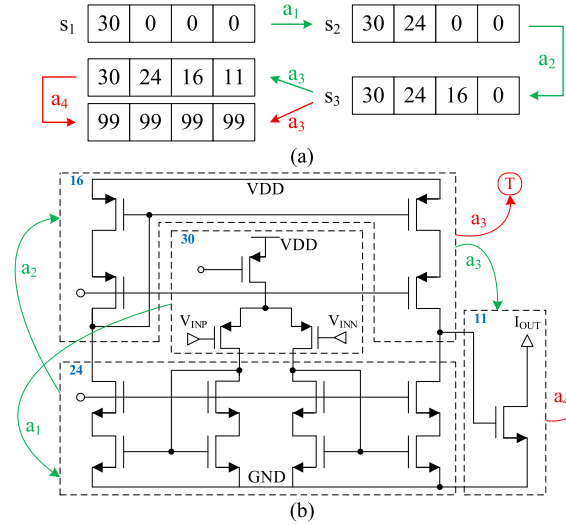 s1 30 0 0 0 a1 s2 30 24 0 0
a2
30 24 16 11 a3 s3 30 24 16 0
a4 99 99 99 99 a3
(a)
16 VDD T
a3
30 VDD
a2 a3
11
VINP VINN IOUT
24
a1 a4
GND
(b)